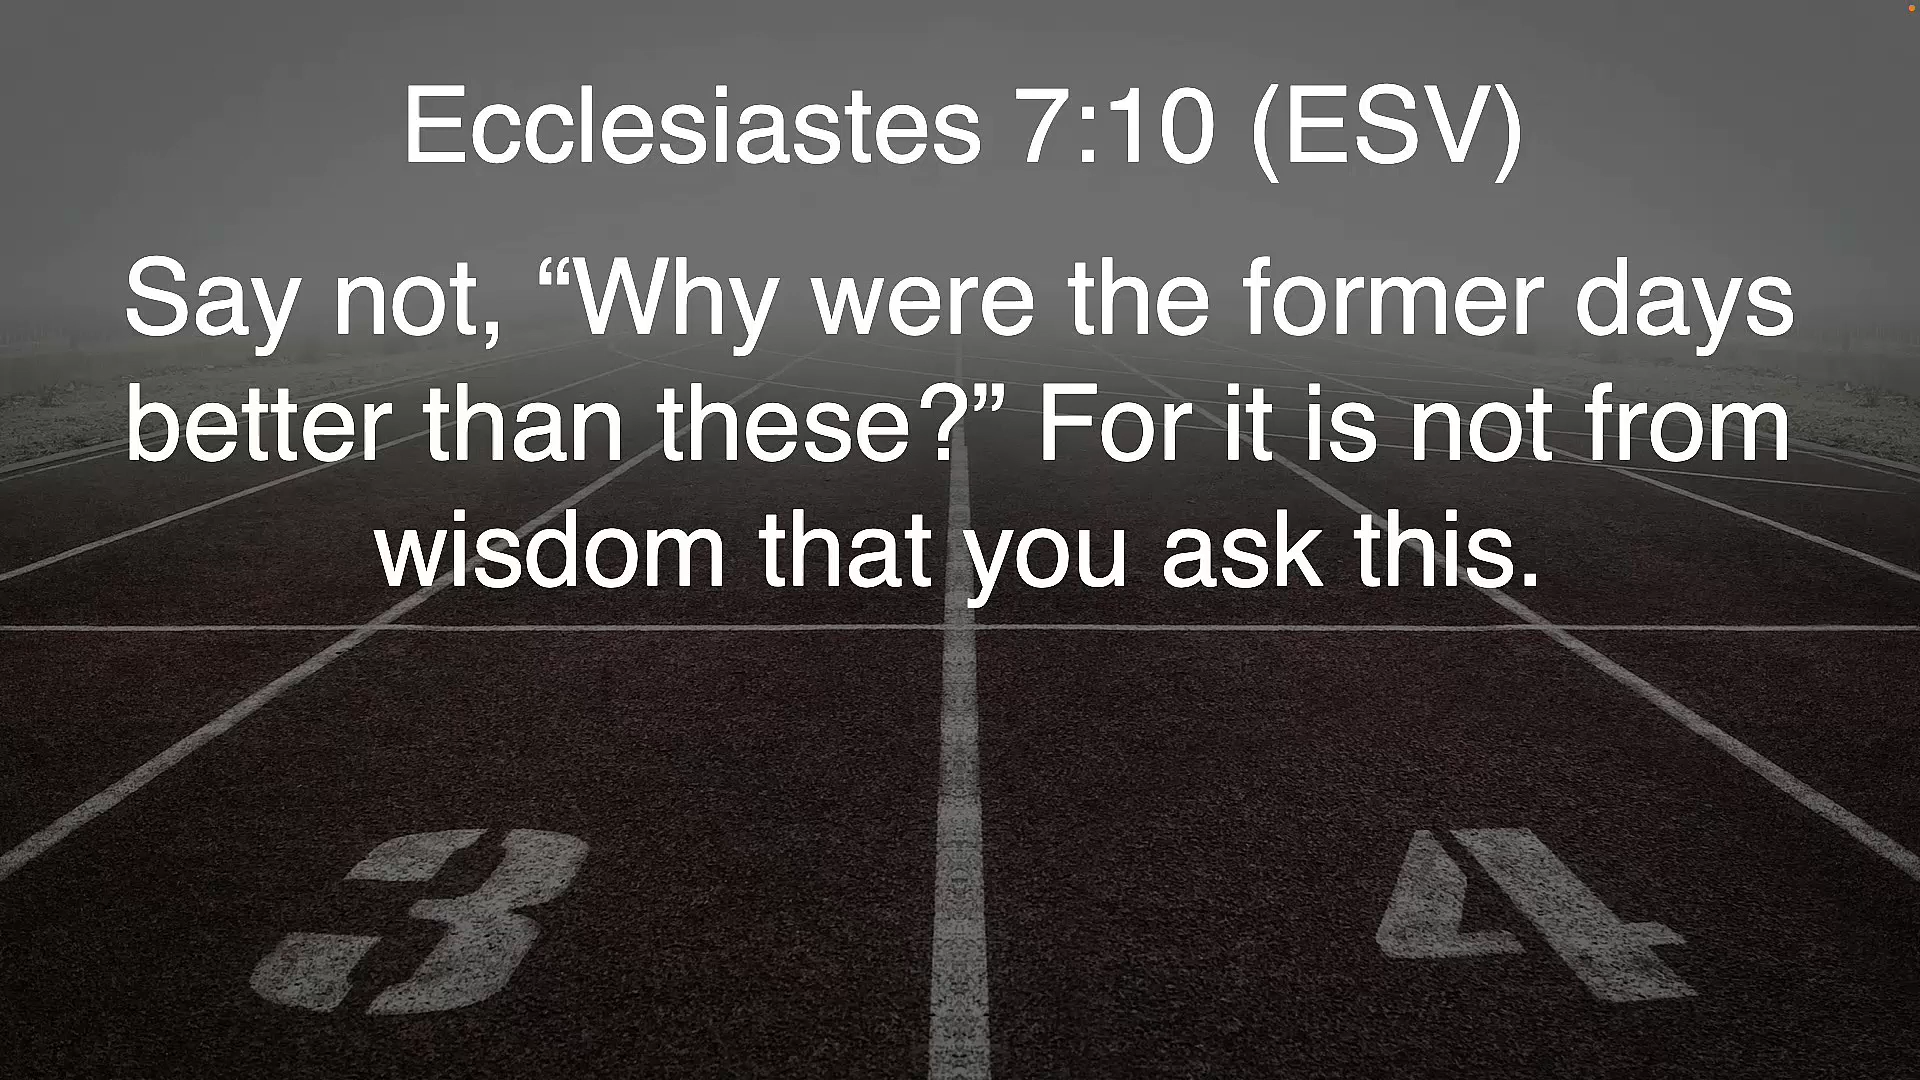 Ecclesiastes 7:10 (ESV)
Say not, “Why were the former days
better than these?” For it is not from
wisdom that you ask this.
3 4